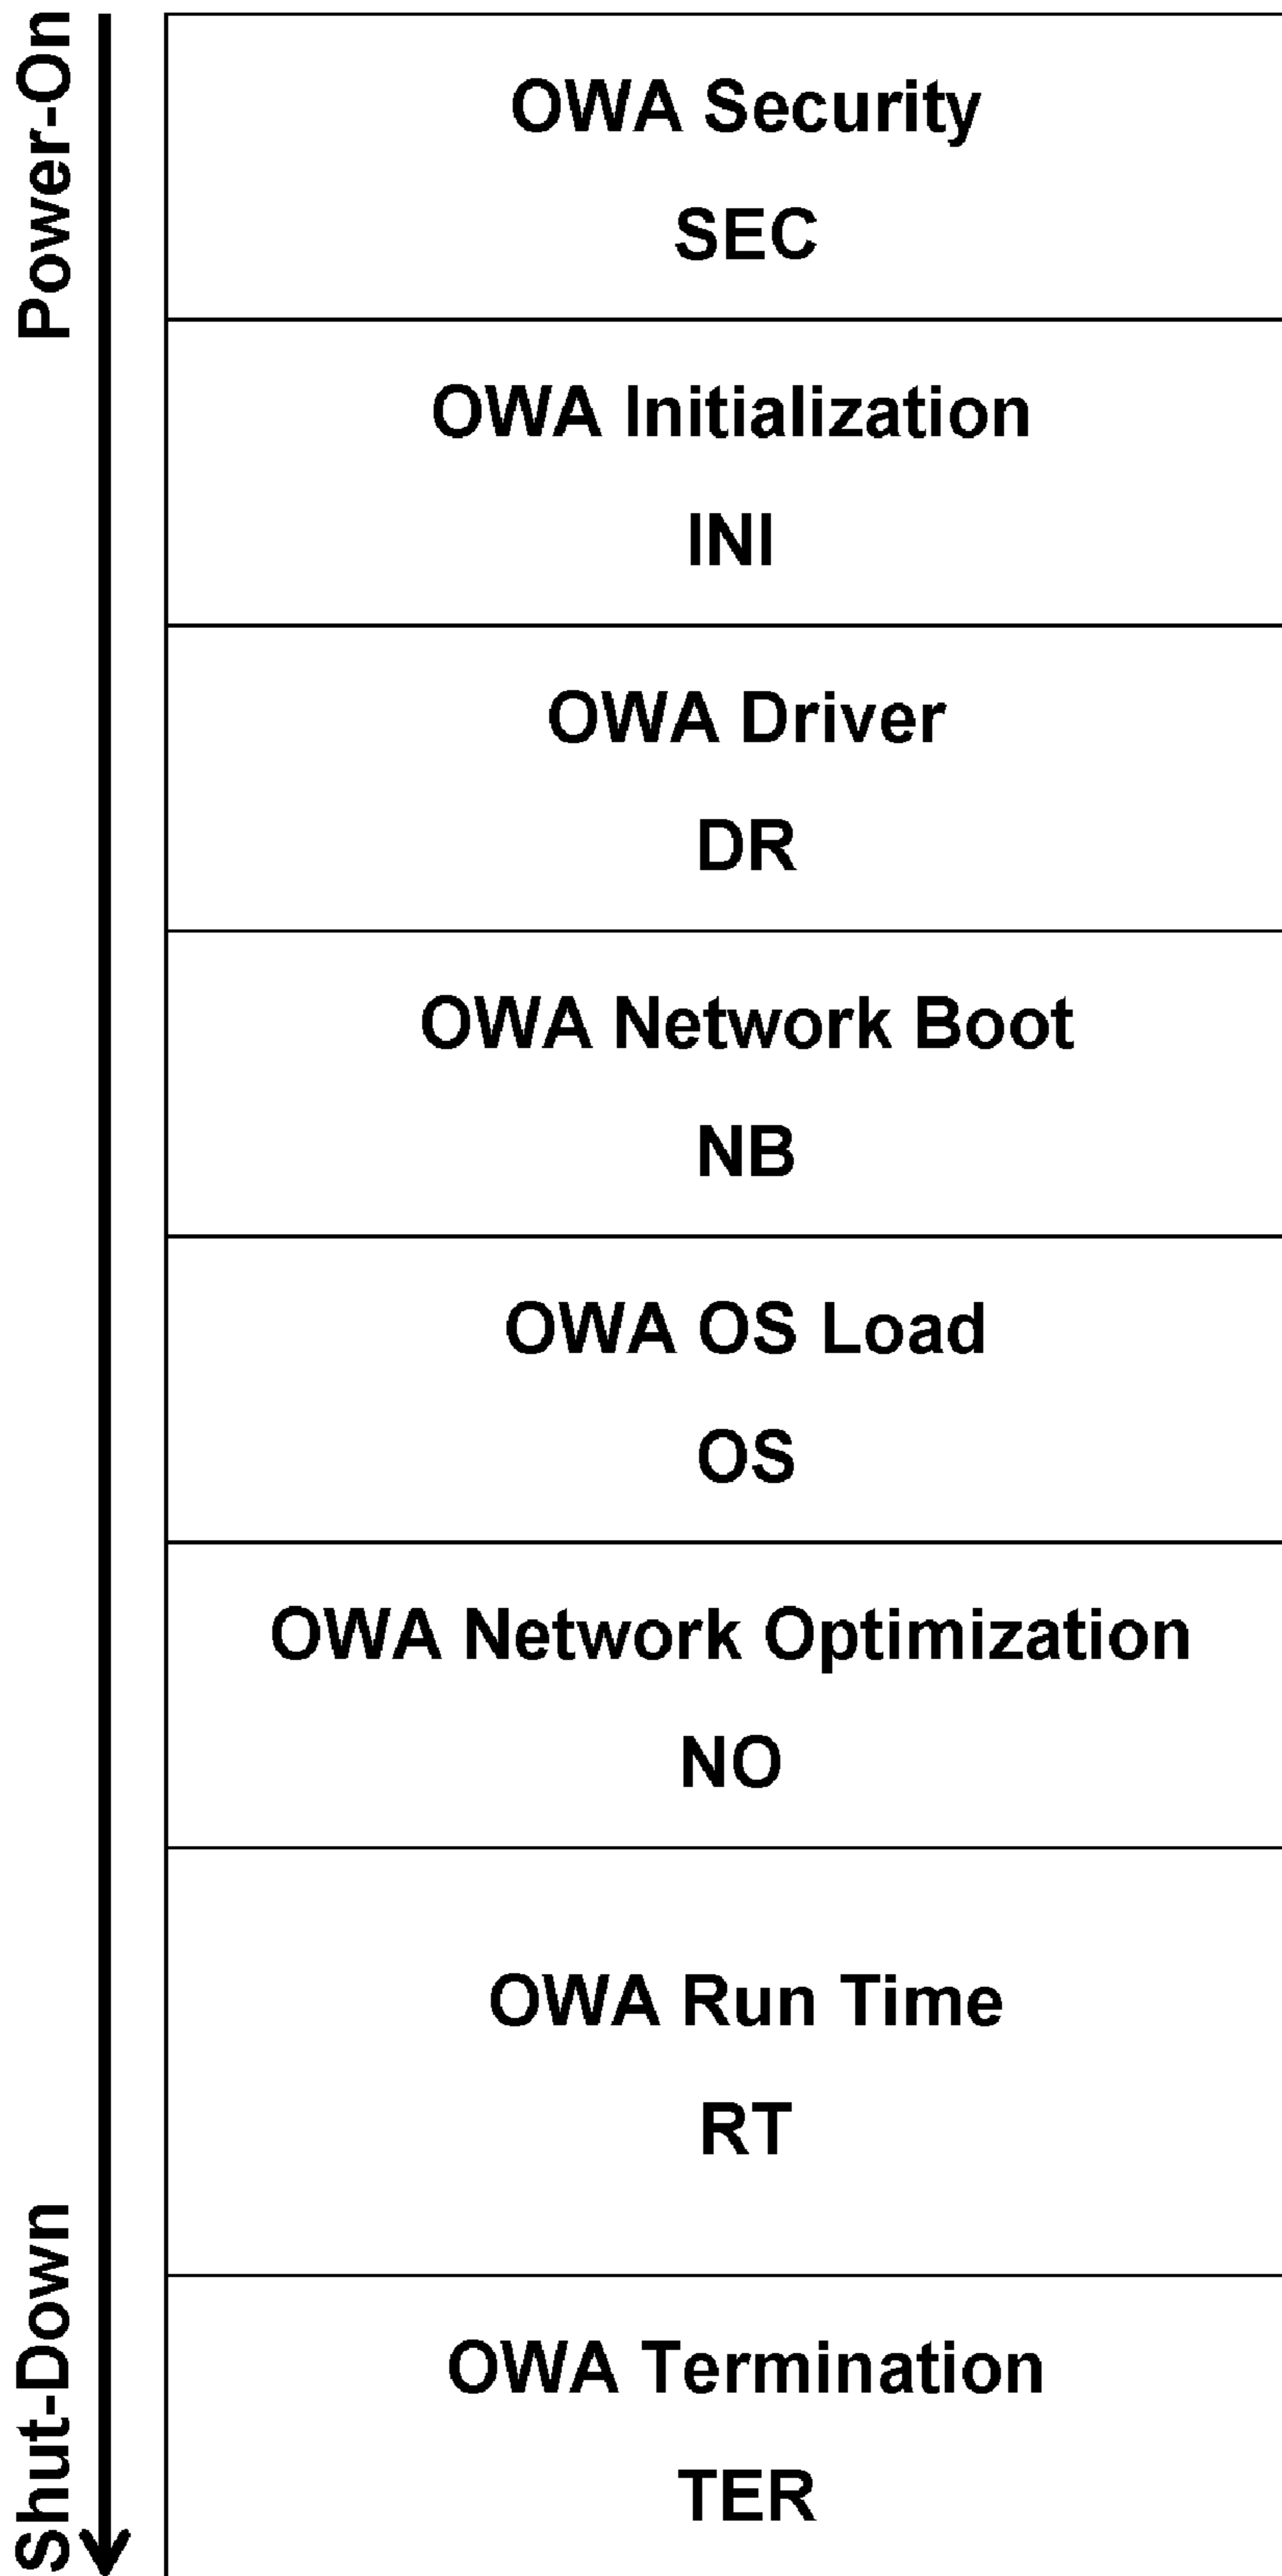 Power-On
OWA Security
SEC
OWA Initialization
INI
OWA Driver
DR
OWA Network Boot
NB
OWA OS Load
OS
OWA Network Optimization
NO
OWA Run Time
RT
Shut-Down
OWA Termination
TER